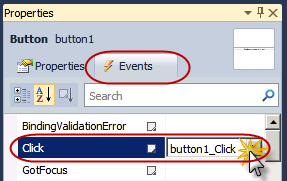 Properties
Button button1
Properties Events
Search
BindingValidationError
Click button1_Click
GotFocus